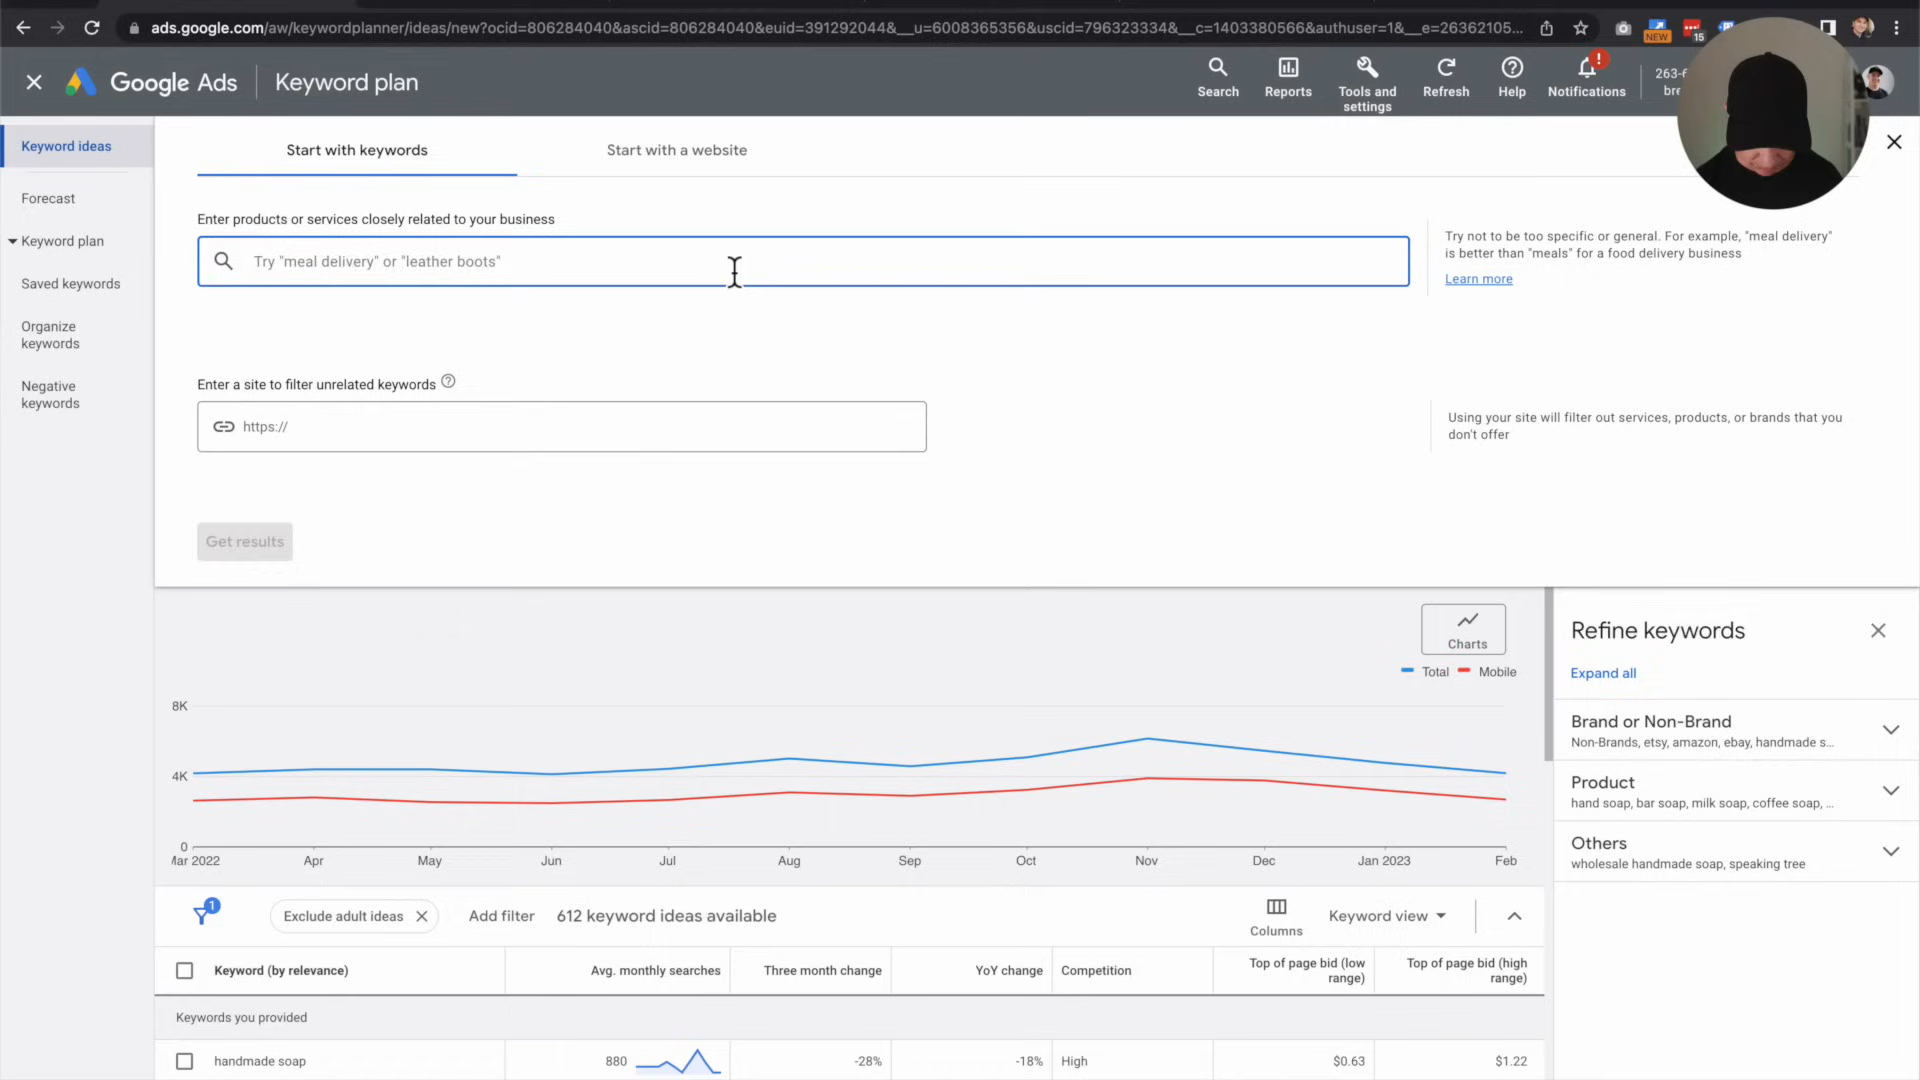 ads.google.com/aw/keywordplanner/ideas/new?ocid=806284040&ascid=806284040&euid=391292044&__u=6008365356&uscid=796323334&__c=1403380566&authuser=1&__e=26362105...
NEW
15
Google Ads
Keyword plan
Search
Reports
Tools and
settings
Refresh
Help
!
Notifications
263-6
bre
Keyword ideas
Forecast
Keyword plan
Saved keywords
Organize
keywords
Negative
keywords
Start with keywords
Start with a website
Enter products or services closely related to your business
Try "meal delivery" or "leather boots"
Try not to be too specific or general. For example, "meal delivery"
is better than "meals" for a food delivery business
Learn more
Enter a site to filter unrelated keywords
https://
Using your site will filter out services, products, or brands that you
don't offer
Get results
Charts
Total
Mobile
8K
4K
0
Mar 2022
Apr
May
Jun
Jul
Aug
Sep
Oct
Nov
Dec
Jan 2023
Feb
Refine keywords
Expand all
Brand or Non-Brand
Non-Brands, etsy, amazon, ebay, handmade s...
Product
hand soap, bar soap, milk soap, coffee soap, ...
Others
wholesale handmade soap, speaking tree
1
Exclude adult ideas
Add filter
612 keyword ideas available
Columns
Keyword view
Keyword (by relevance)
Avg. monthly searches
Three month change
YoY change
Competition
Top of page bid (low
range)
Top of page bid (high
range)
Keywords you provided
handmade soap
880
-28%
-18%
High
$0.63
$1.22